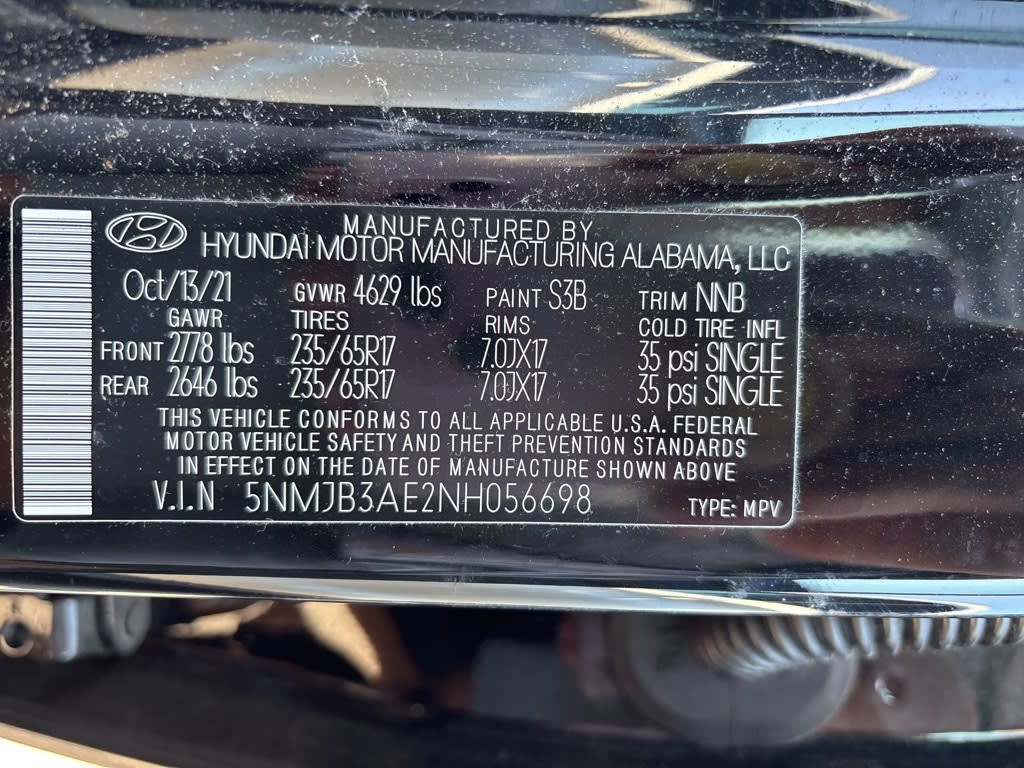 MANUFACTURED BY
HYUNDAI MOTOR MANUFACTURING ALABAMA, LLC
Oct/13/21 GVWR 4629 lbs PAINT S3B TRIM NNB
GAWR TIRES RIMS COLD TIRE INFL
FRONT 2778 lbs 235/65R17 7.0JX17 35 psi SINGLE
REAR 2646 lbs 235/65R17 7.0JX17 35 psi SINGLE
THIS VEHICLE CONFORMS TO ALL APPLICABLE U.S.A. FEDERAL
MOTOR VEHICLE SAFETY AND THEFT PREVENTION STANDARDS
IN EFFECT ON THE DATE OF MANUFACTURE SHOWN ABOVE
V.I.N 5NMJB3AE2NH056698 TYPE: MPV